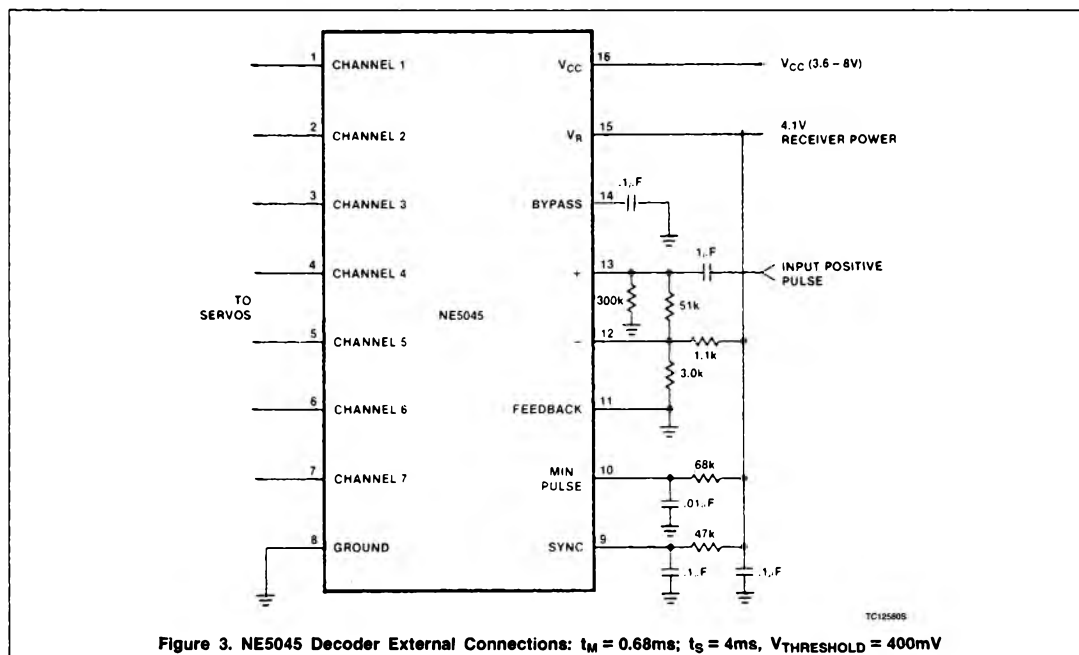 1 CHANNEL 1
2 CHANNEL 2
3 CHANNEL 3
4 CHANNEL 4
TO
SERVOS
5 CHANNEL 5
6 CHANNEL 6
7 CHANNEL 7
8 GROUND
NE5045
VCC 16 VCC (3.6 – 8V)
VR 15 4.1V
RECEIVER POWER
BYPASS 14 .1µF
+ 13 1µF INPUT POSITIVE
PULSE
300k 51k
– 12 1.1k
3.0k
FEEDBACK 11
MIN
PULSE 10 68k
.01µF
SYNC 9 47k
.1µF .1µF
TC12580S
Figure 3. NE5045 Decoder External Connections: tM = 0.68ms; tS = 4ms, VTHRESHOLD = 400mV